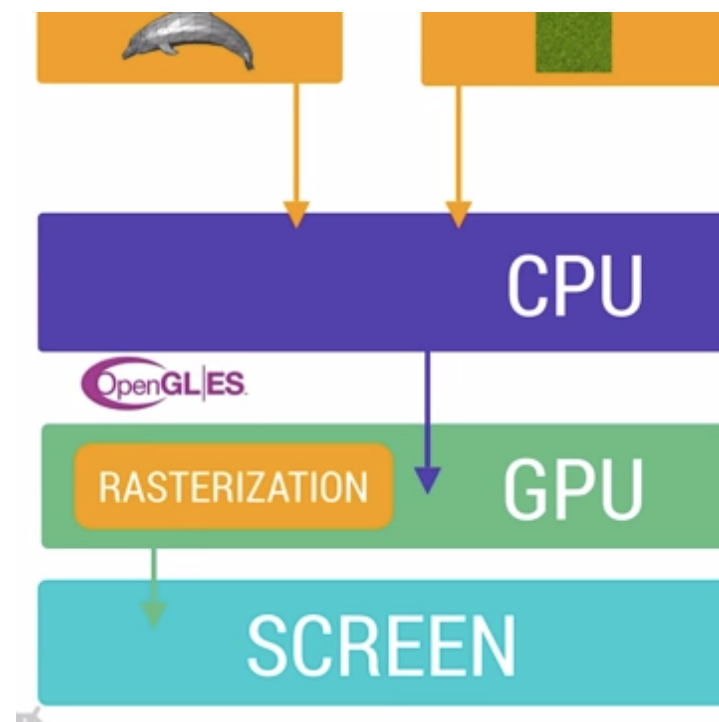 CPU
OpenGL|ES.
RASTERIZATION
GPU
SCREEN